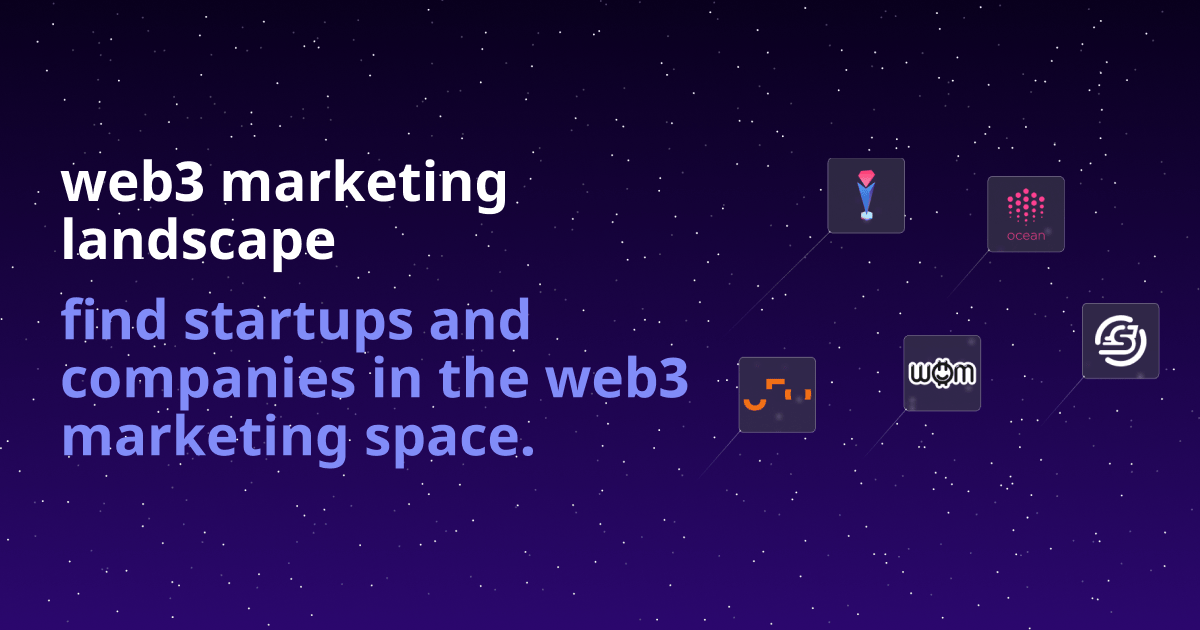 web3 marketing
landscape
find startups and
companies in the web3
marketing space.
ocean
wom